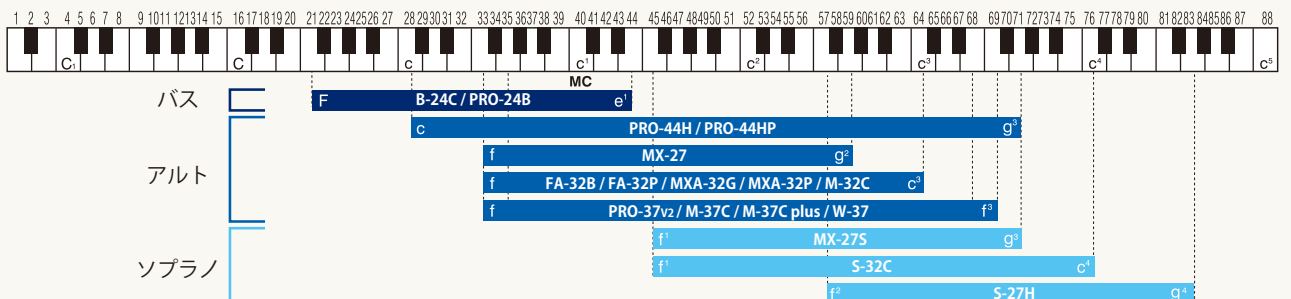 1 2 3 4 5 6 7 8 9 10 11 12 13 14 15 16 17 18 19 20 21 22 23 24 25 26 27 28 29 30 31 32 33 34 35 36 37 38 39 40 41 42 43 44 45 46 47 48 49 50 51 52 53 54 55 56 57 58 59 60 61 62 63 64 65 66 67 68 69 70 71 72 73 74 75 76 77 78 79 80 81 82 83 84 85 86 87 88
C₁ C c c¹ c² c³ c⁴ c⁵
MC
バス F B-24C / PRO-24B e¹
c PRO-44H / PRO-44HP g³
f MX-27 g²
アルト
f FA-32B / FA-32P / MXA-32G / MXA-32P / M-32C c³
f PRO-37v2 / M-37C / M-37C plus / W-37 f³
f¹ MX-27S g³
ソプラノ f¹ S-32C c⁴
f² S-27H g⁴